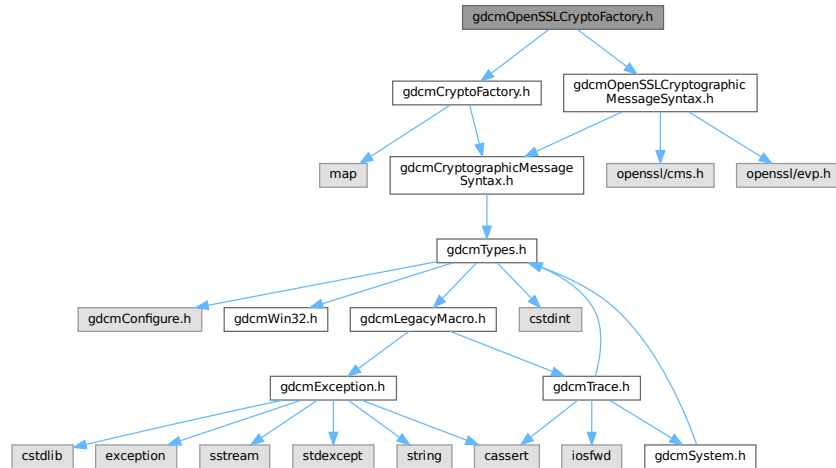 gdcmOpenSSLCryptoFactory.h
gdcmCryptoFactory.h
gdcmOpenSSLCryptographic
MessageSyntax.h
map
gdcmCryptographicMessage
Syntax.h
openssl/cms.h
openssl/evp.h
gdcmTypes.h
gdcmConfigure.h
gdcmWin32.h
gdcmLegacyMacro.h
cstdint
gdcmException.h
gdcmTrace.h
cstdlib
exception
sstream
stdexcept
string
cassert
iosfwd
gdcmSystem.h